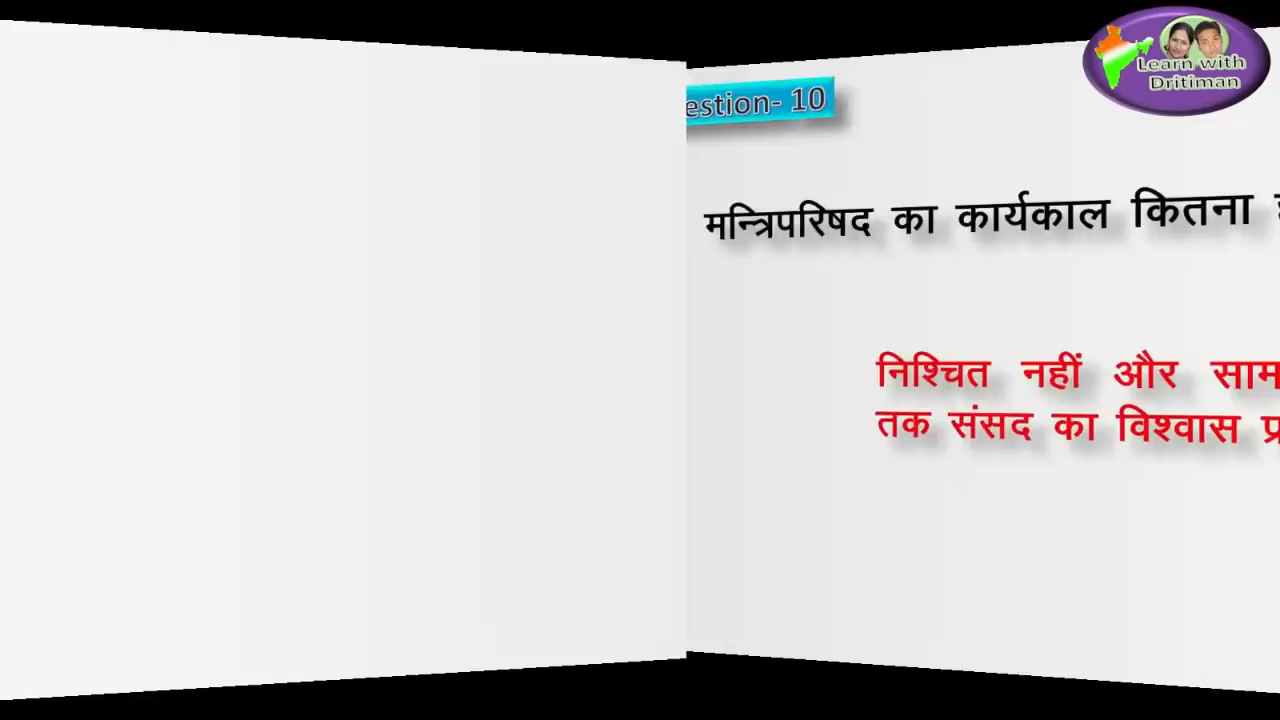 Learn with
Dritiman
estion- 10
मन्त्रिपरिषद का कार्यकाल कितना
निश्चित नहीं और साम
तक संसद का विश्वास प्र